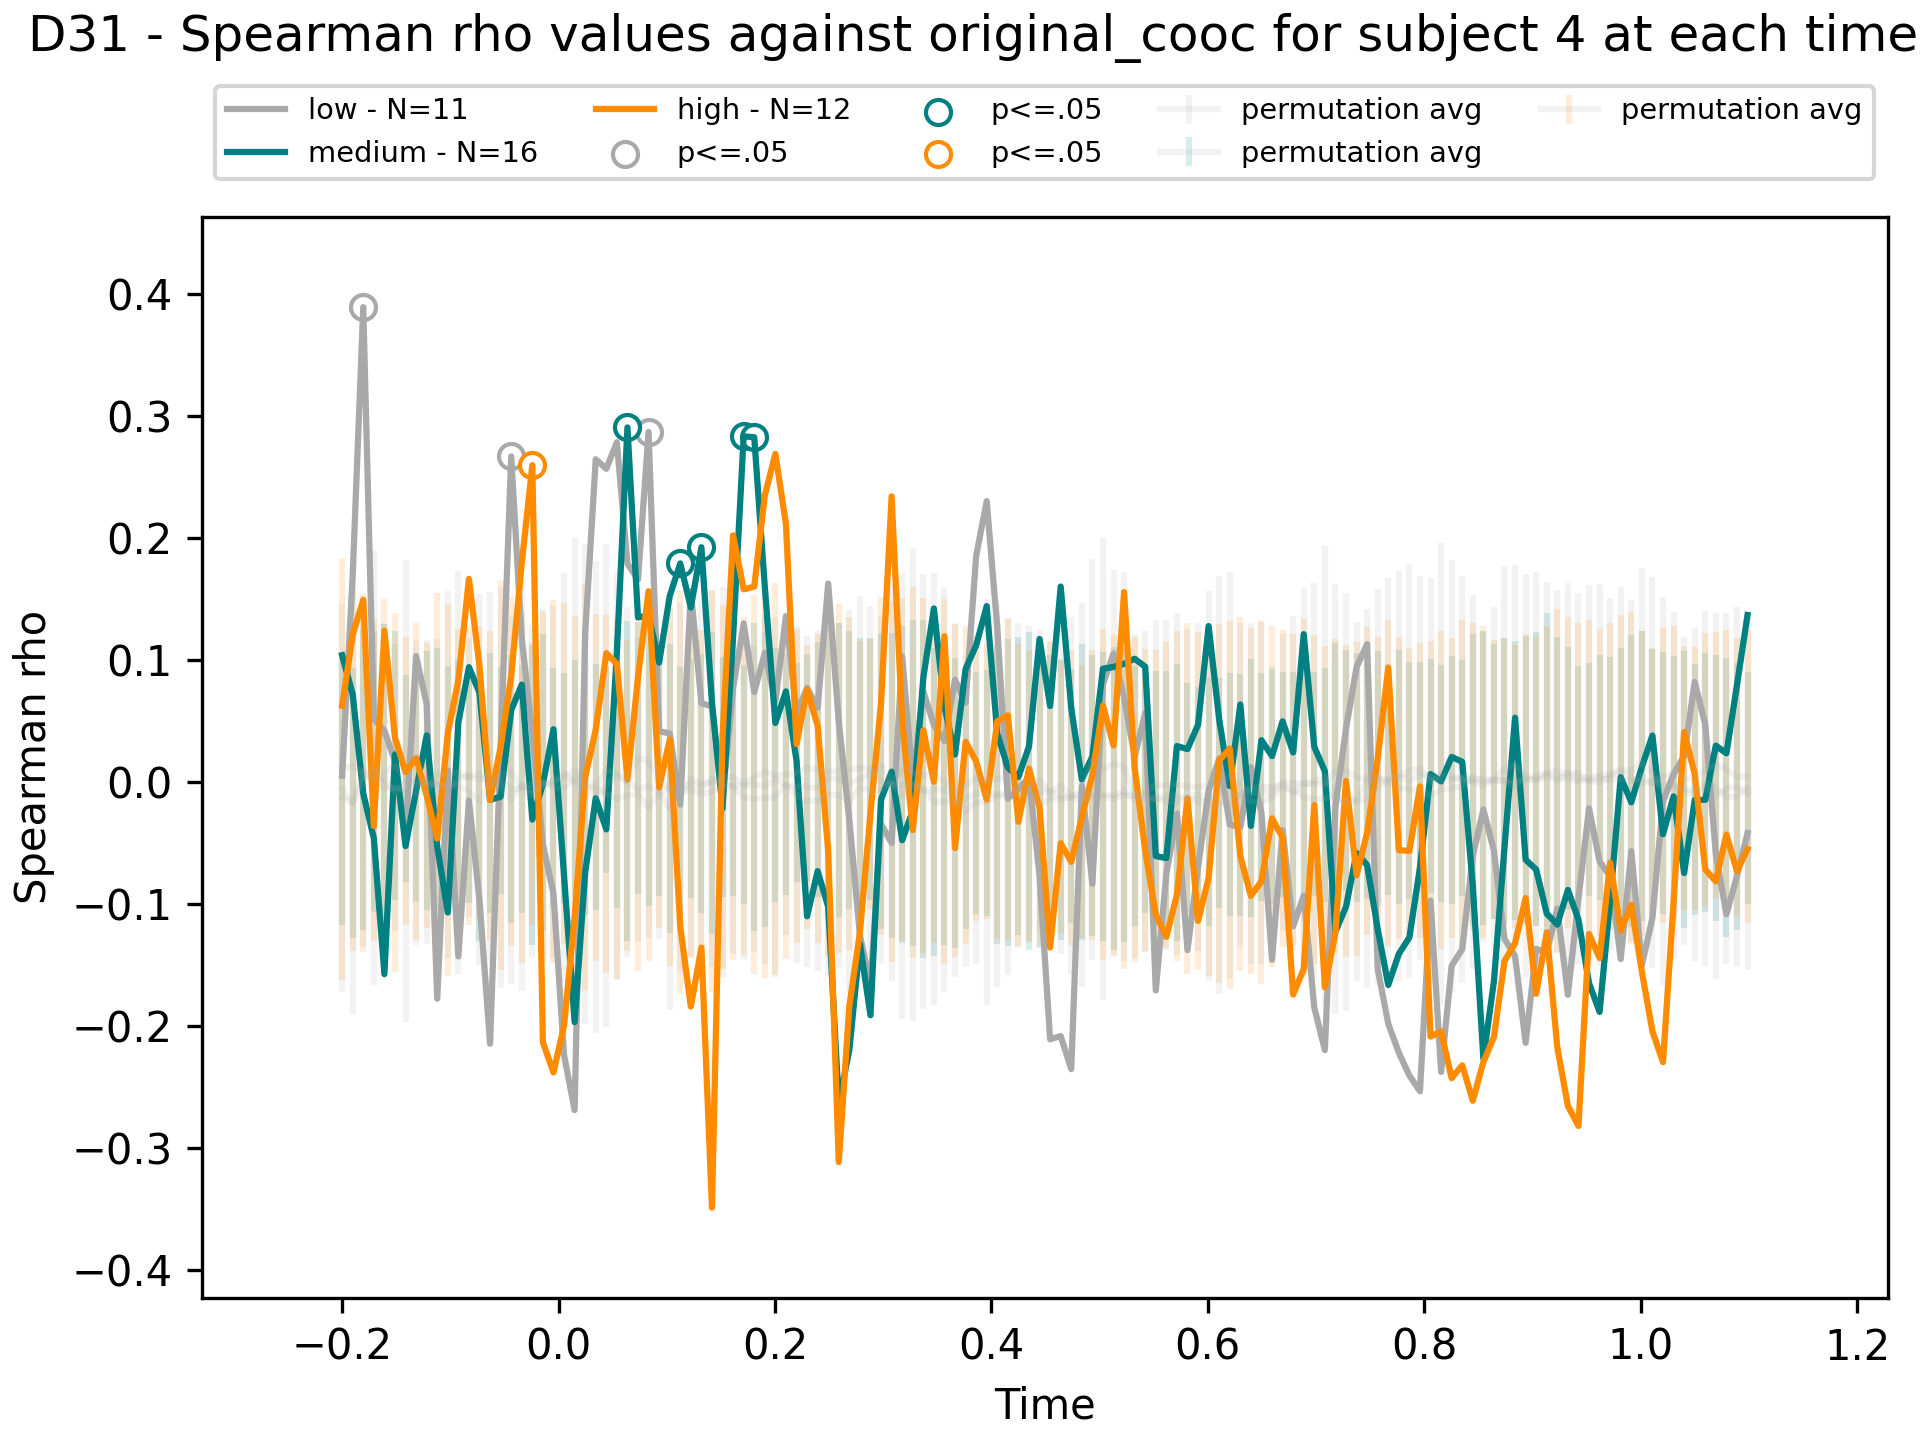 D31 - Spearman rho values against original_cooc for subject 4 at each time
low - N=11 high - N=12 p<=.05 permutation avg permutation avg
medium - N=16 p<=.05 p<=.05 permutation avg
0.4
0.3
0.2
0.1
0.0
−0.1
−0.2
−0.3
−0.4
Spearman rho
−0.2 0.0 0.2 0.4 0.6 0.8 1.0 1.2
Time